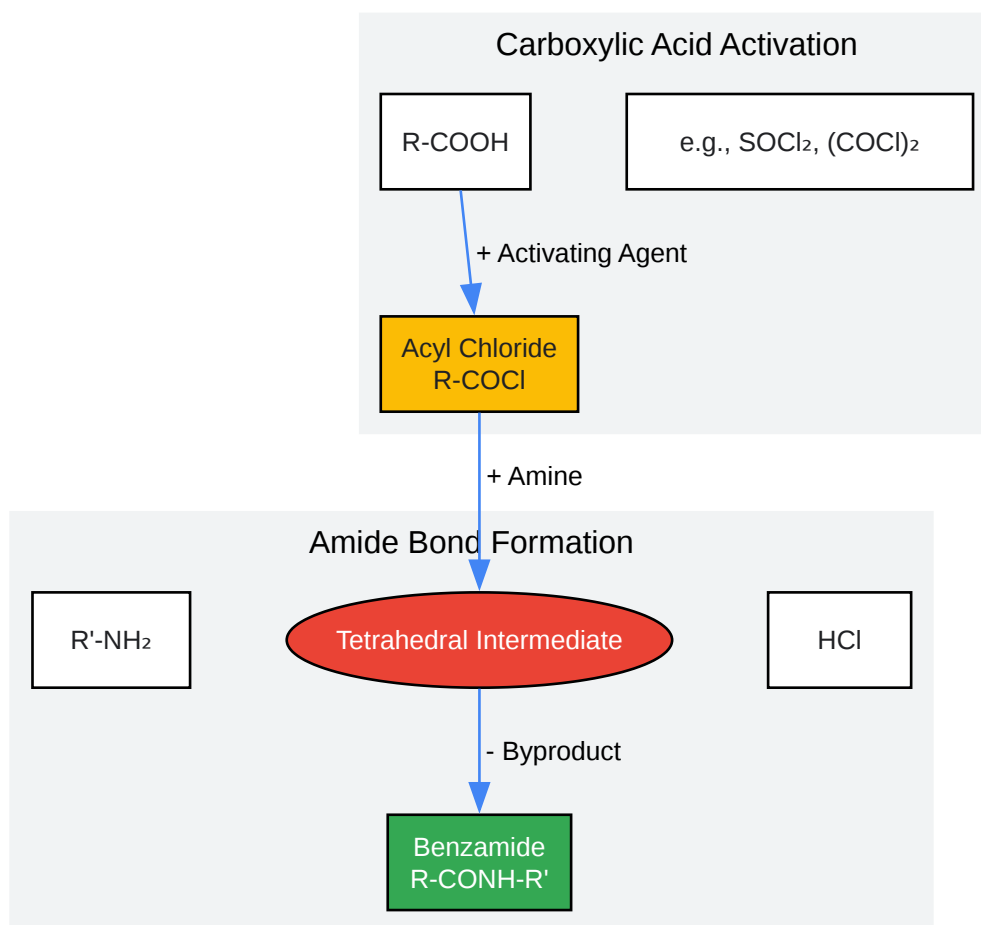 Carboxylic Acid Activation
R-COOH
e.g., SOCl₂, (COCl)₂
+ Activating Agent
Acyl Chloride
R-COCl
+ Amine
Amide Bond Formation
R'-NH₂
Tetrahedral Intermediate
HCl
- Byproduct
Benzamide
R-CONH-R'